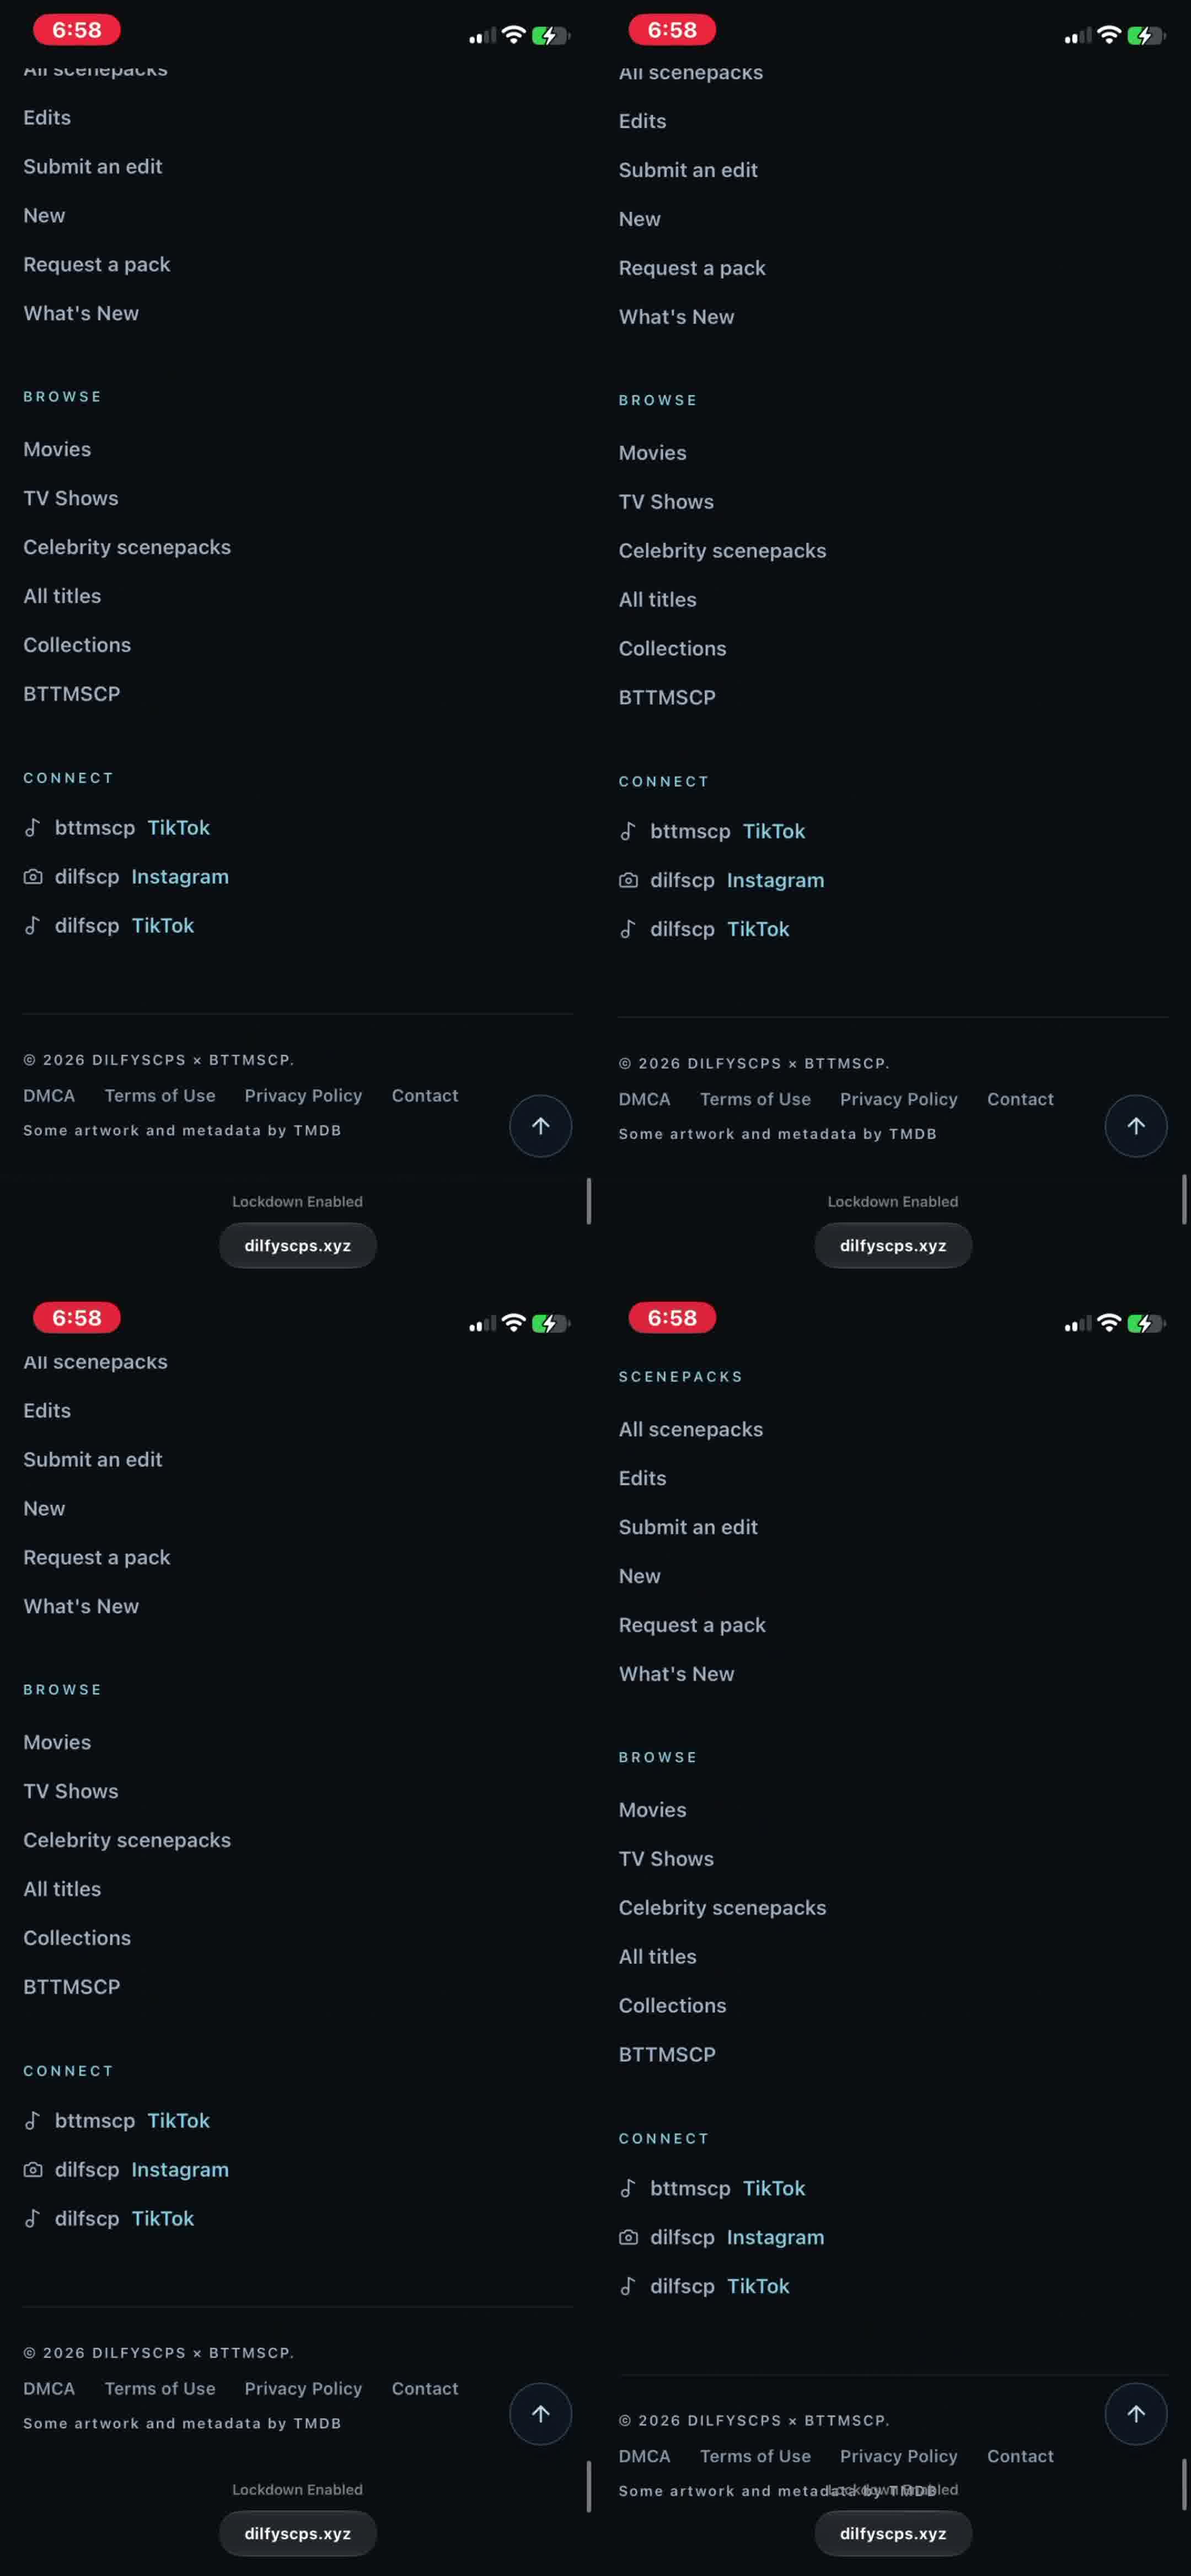 6:58
All scenepacks
Edits
Submit an edit
New
Request a pack
What's New
BROWSE
Movies
TV Shows
Celebrity scenepacks
All titles
Collections
BTTMSCP
CONNECT
bttmscp TikTok
dilfscp Instagram
dilfscp TikTok
© 2026 DILFYSCPS × BTTMSCP.
DMCA Terms of Use Privacy Policy Contact
Some artwork and metadata by TMDB
Lockdown Enabled
dilfyscps.xyz
6:58
All scenepacks
Edits
Submit an edit
New
Request a pack
What's New
BROWSE
Movies
TV Shows
Celebrity scenepacks
All titles
Collections
BTTMSCP
CONNECT
bttmscp TikTok
dilfscp Instagram
dilfscp TikTok
© 2026 DILFYSCPS × BTTMSCP.
DMCA Terms of Use Privacy Policy Contact
Some artwork and metadata by TMDB
Lockdown Enabled
dilfyscps.xyz
6:58
All scenepacks
Edits
Submit an edit
New
Request a pack
What's New
BROWSE
Movies
TV Shows
Celebrity scenepacks
All titles
Collections
BTTMSCP
CONNECT
bttmscp TikTok
dilfscp Instagram
dilfscp TikTok
© 2026 DILFYSCPS × BTTMSCP.
DMCA Terms of Use Privacy Policy Contact
Some artwork and metadata by TMDB
Lockdown Enabled
dilfyscps.xyz
6:58
SCENEPACKS
All scenepacks
Edits
Submit an edit
New
Request a pack
What's New
BROWSE
Movies
TV Shows
Celebrity scenepacks
All titles
Collections
BTTMSCP
CONNECT
bttmscp TikTok
dilfscp Instagram
dilfscp TikTok
© 2026 DILFYSCPS × BTTMSCP.
DMCA Terms of Use Privacy Policy Contact
Some artwork and metadata by TMDB
Lockdown Enabled
dilfyscps.xyz